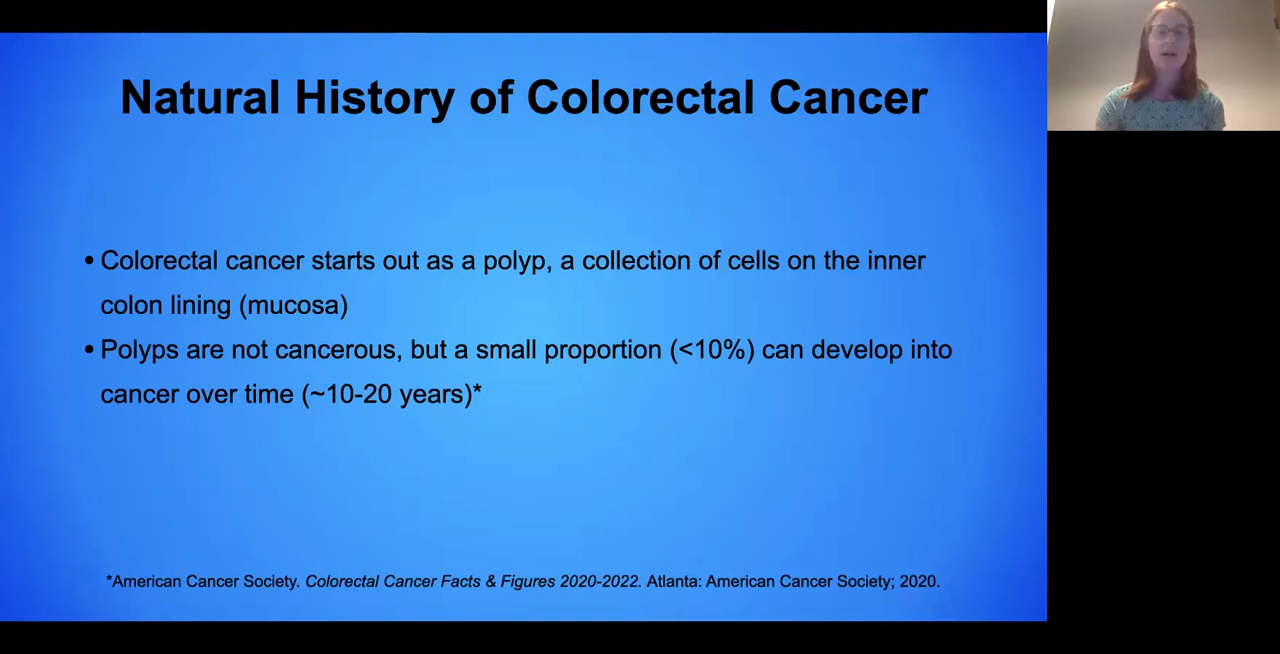 Natural History of Colorectal Cancer
• Colorectal cancer starts out as a polyp, a collection of cells on the inner
colon lining (mucosa)
• Polyps are not cancerous, but a small proportion (<10%) can develop into
cancer over time (~10-20 years)*
*American Cancer Society. Colorectal Cancer Facts & Figures 2020-2022. Atlanta: American Cancer Society; 2020.